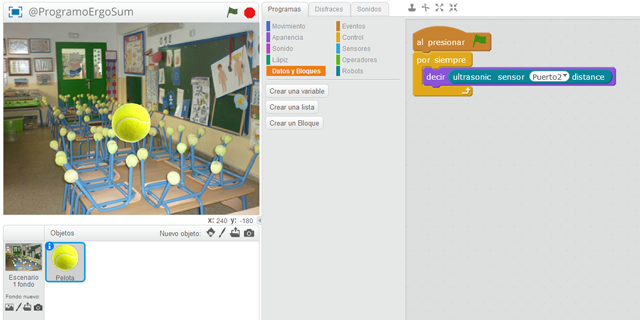 @ProgramoErgoSum
x: 240 y: -180
Objetos
Nuevo objeto:
Escenario
1 fondo
Fondo nuevo:
Pelota
Programas
Disfraces
Sonidos
Movimiento
Eventos
Apariencia
Control
Sonido
Sensores
Lápiz
Operadores
Datos y Bloques
Robots
Crear una variable
Crear una lista
Crear un Bloque
al presionar
por siempre
decir ultrasonic sensor Puerto2 distance